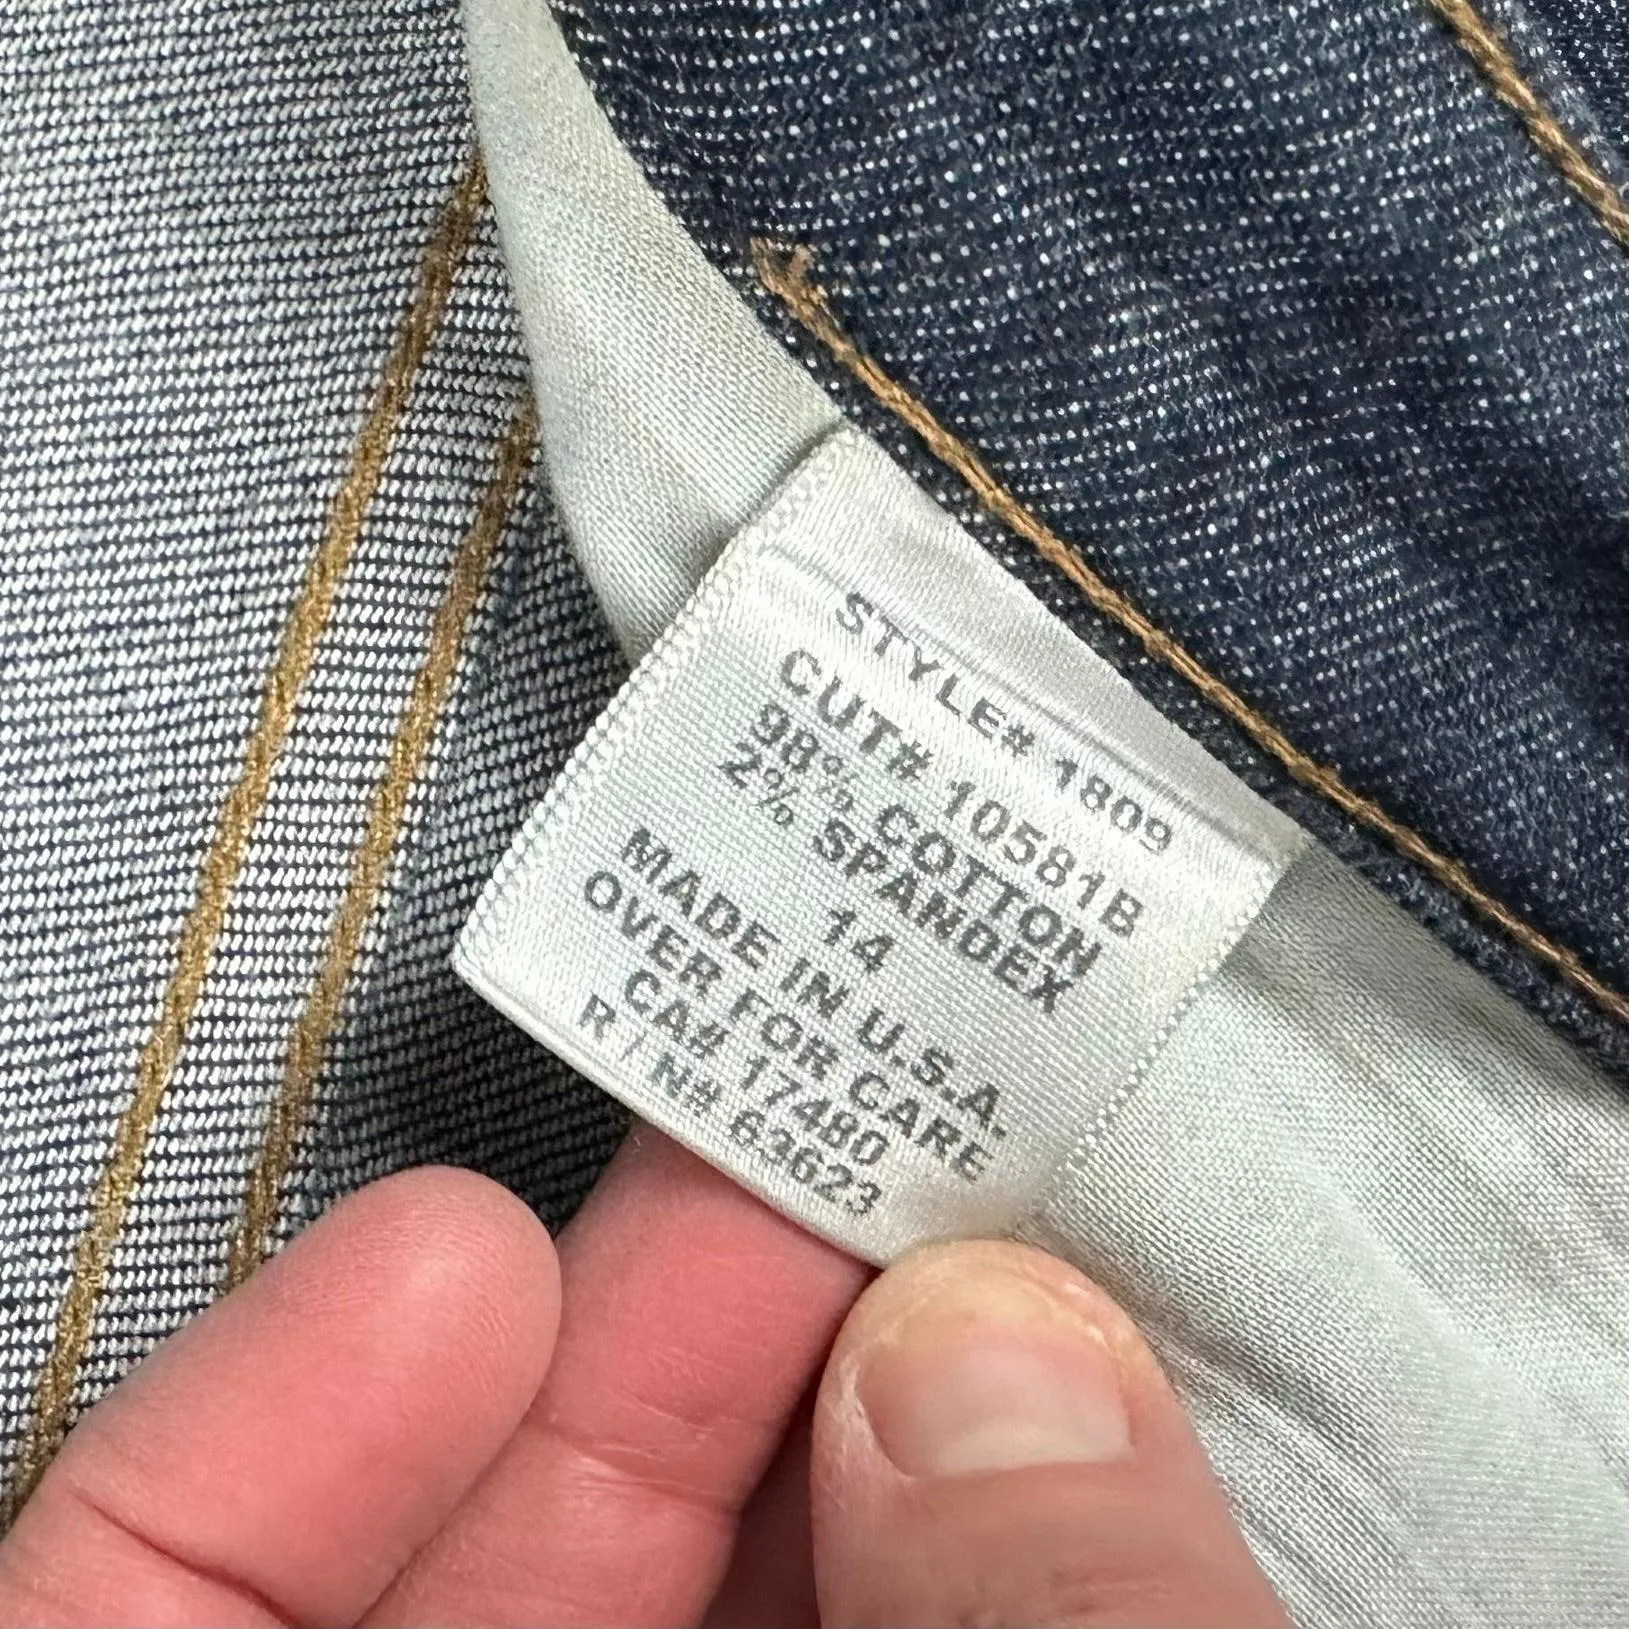 STYLE# 1809
CUT# 10581B
98% COTTON
2% SPANDEX
14
MADE IN U.S.A.
OVER FOR CARE
CA# 17480
R/N# 63623